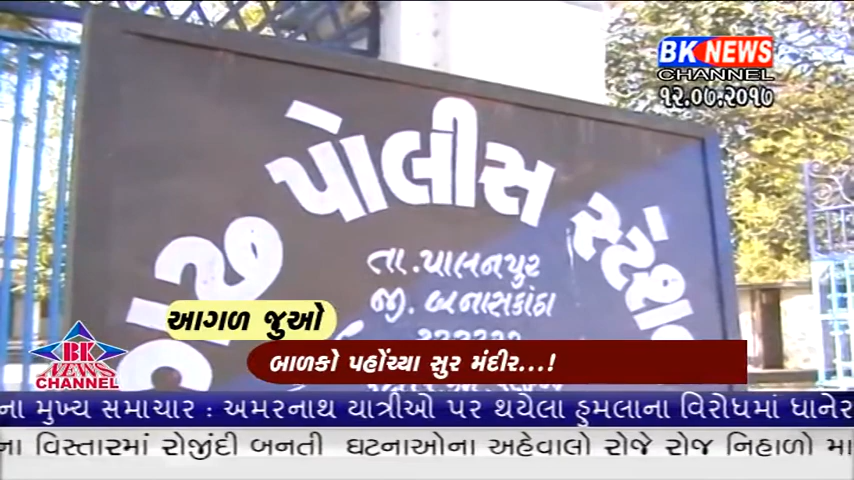 BK NEWS
CHANNEL
૧૨.૦૭.૨૦૧૭
પોલીસ સ્ટેશન
તા.પાલનપુર
જી.બનાસકાંઠા
આગળ જુઓ
બાળકો પહોંચ્યા સુર મંદીર...!
BK
NEWS
CHANNEL
ના મુખ્ય સમાચાર : અમરનાથ યાત્રીઓ પર થયેલા હુમલાના વિરોધમાં ધાનેર
ના વિસ્તારમાં રોજીંદી બનતી ઘટનાઓના અહેવાલો રોજે રોજ નિહાળો મા